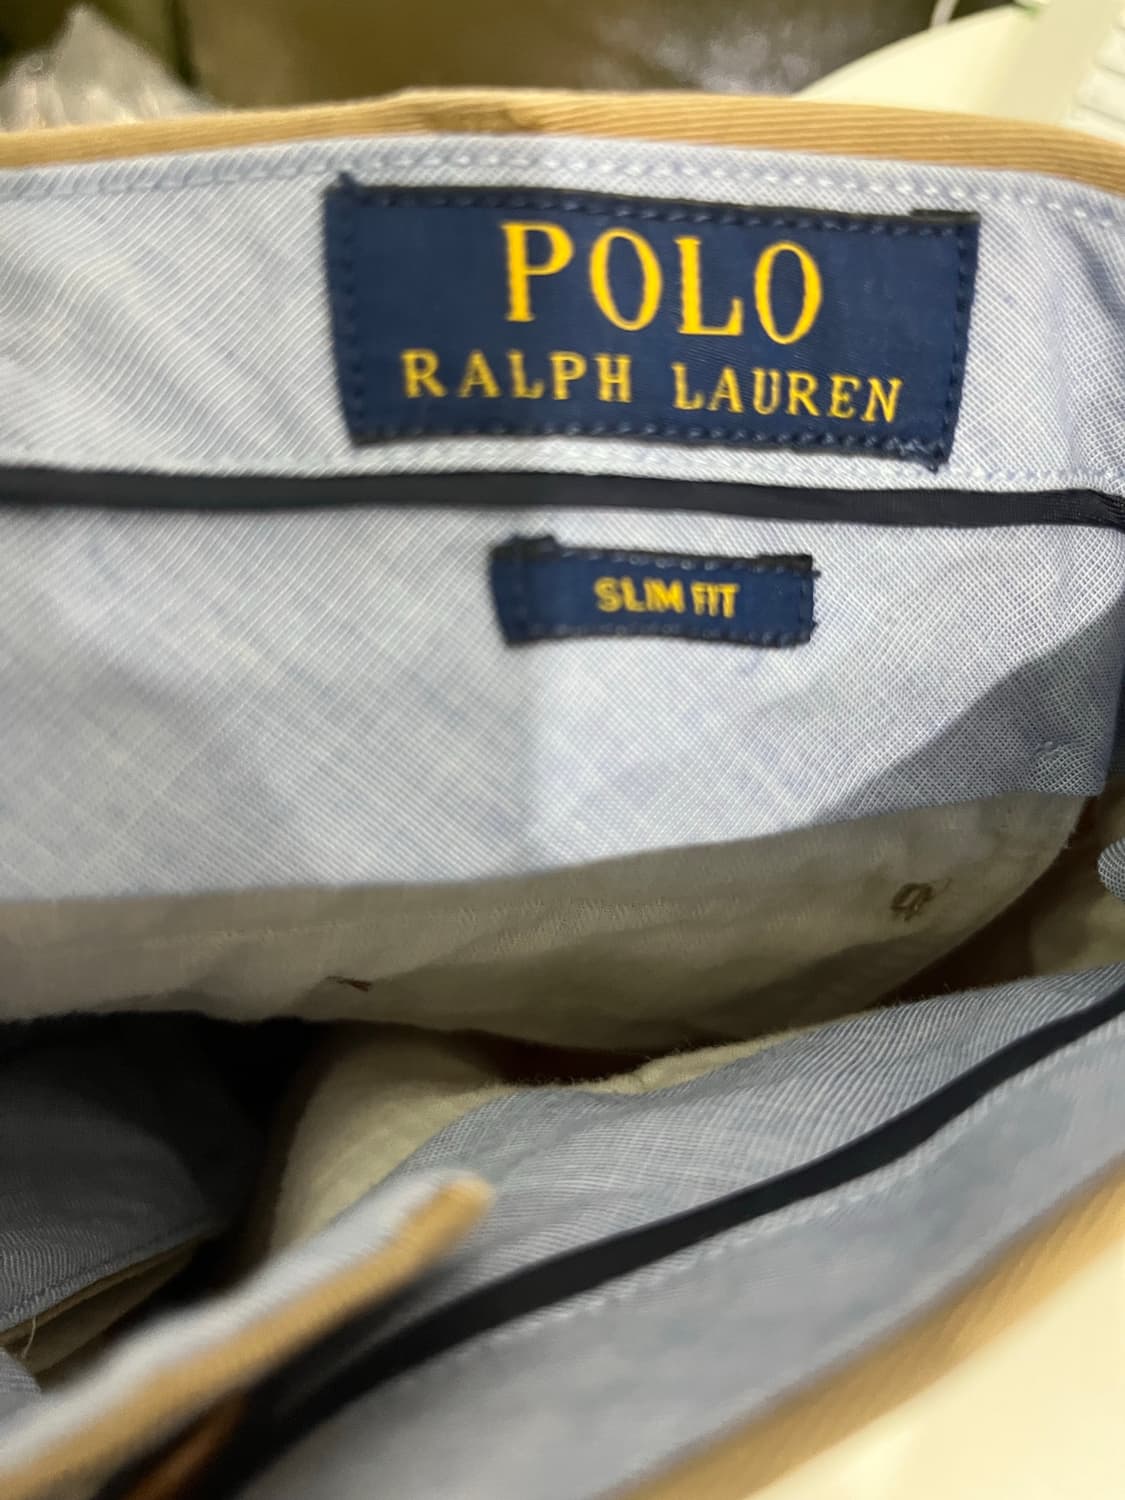 POLO
RALPH LAUREN
SLIM FIT